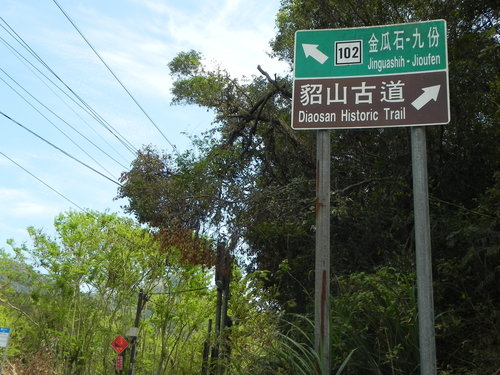 102
金瓜石-九份
Jinguashih - Jioufen
貂山古道
Diaosan Historic Trail